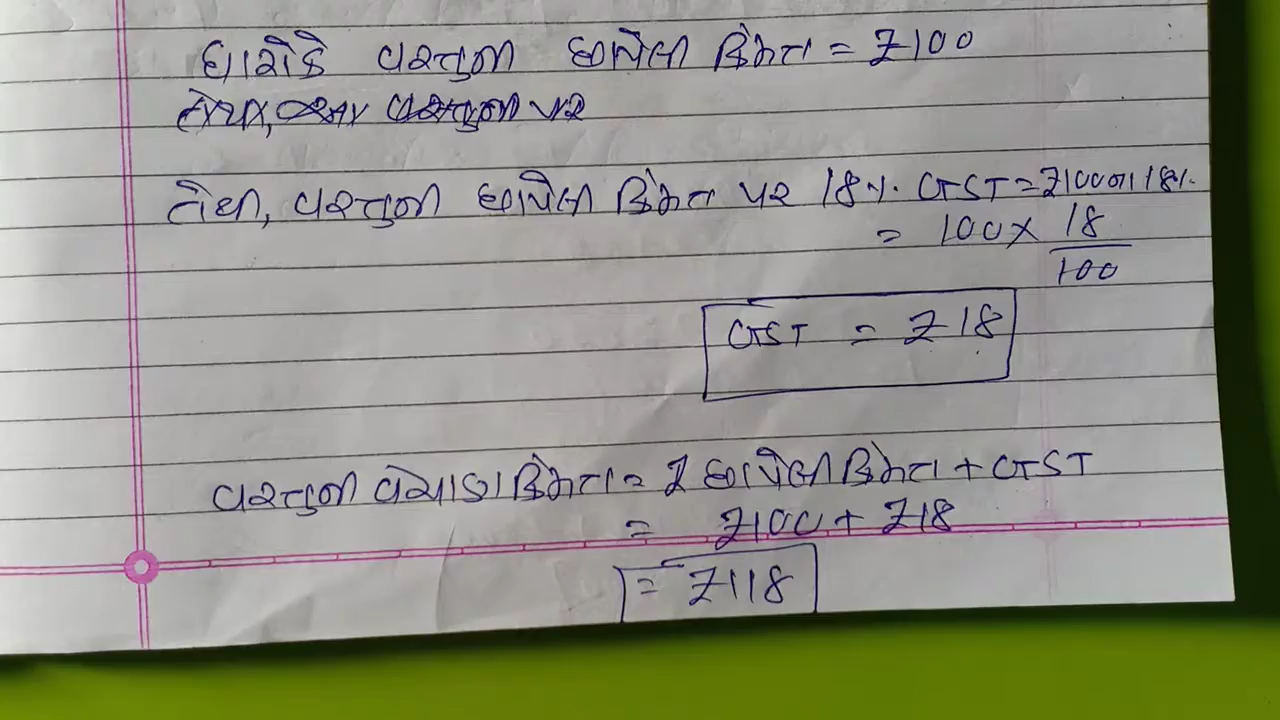 ધારોકે વસ્તુની છાપેલી કિંમત = ₹100
તેથી, વસ્તુની છાપેલી કિંમત પર 18%. GST = ₹100ના 18%.
= 100 × 18/100
GST = ₹18
વસ્તુની વેચાણ કિંમત = ₹ છાપેલી કિંમત + GST
= ₹100 + ₹18
= ₹118